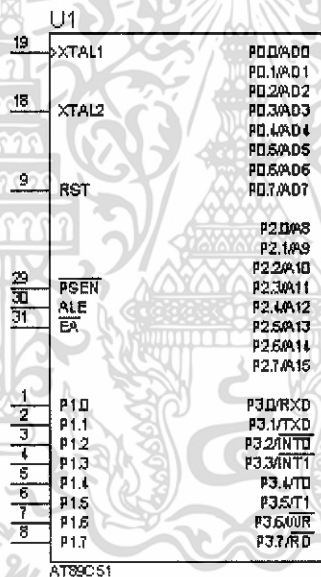 U1
19 XTAL1 P0.0/AD0
P0.1/AD1
P0.2/AD2
18 XTAL2 P0.3/AD3
P0.4/AD4
P0.5/AD5
P0.6/AD6
9 RST P0.7/AD7
P2.0/A8
P2.1/A9
P2.2/A10
29 PSEN P2.3/A11
30 ALE P2.4/A12
31 EA P2.5/A13
P2.6/A14
P2.7/A15
1 P1.0 P3.0/RXD
2 P1.1 P3.1/TXD
3 P1.2 P3.2/INT0
4 P1.3 P3.3/INT1
5 P1.4 P3.4/T0
6 P1.5 P3.5/T1
7 P1.6 P3.6/WR
8 P1.7 P3.7/RD
AT89C51